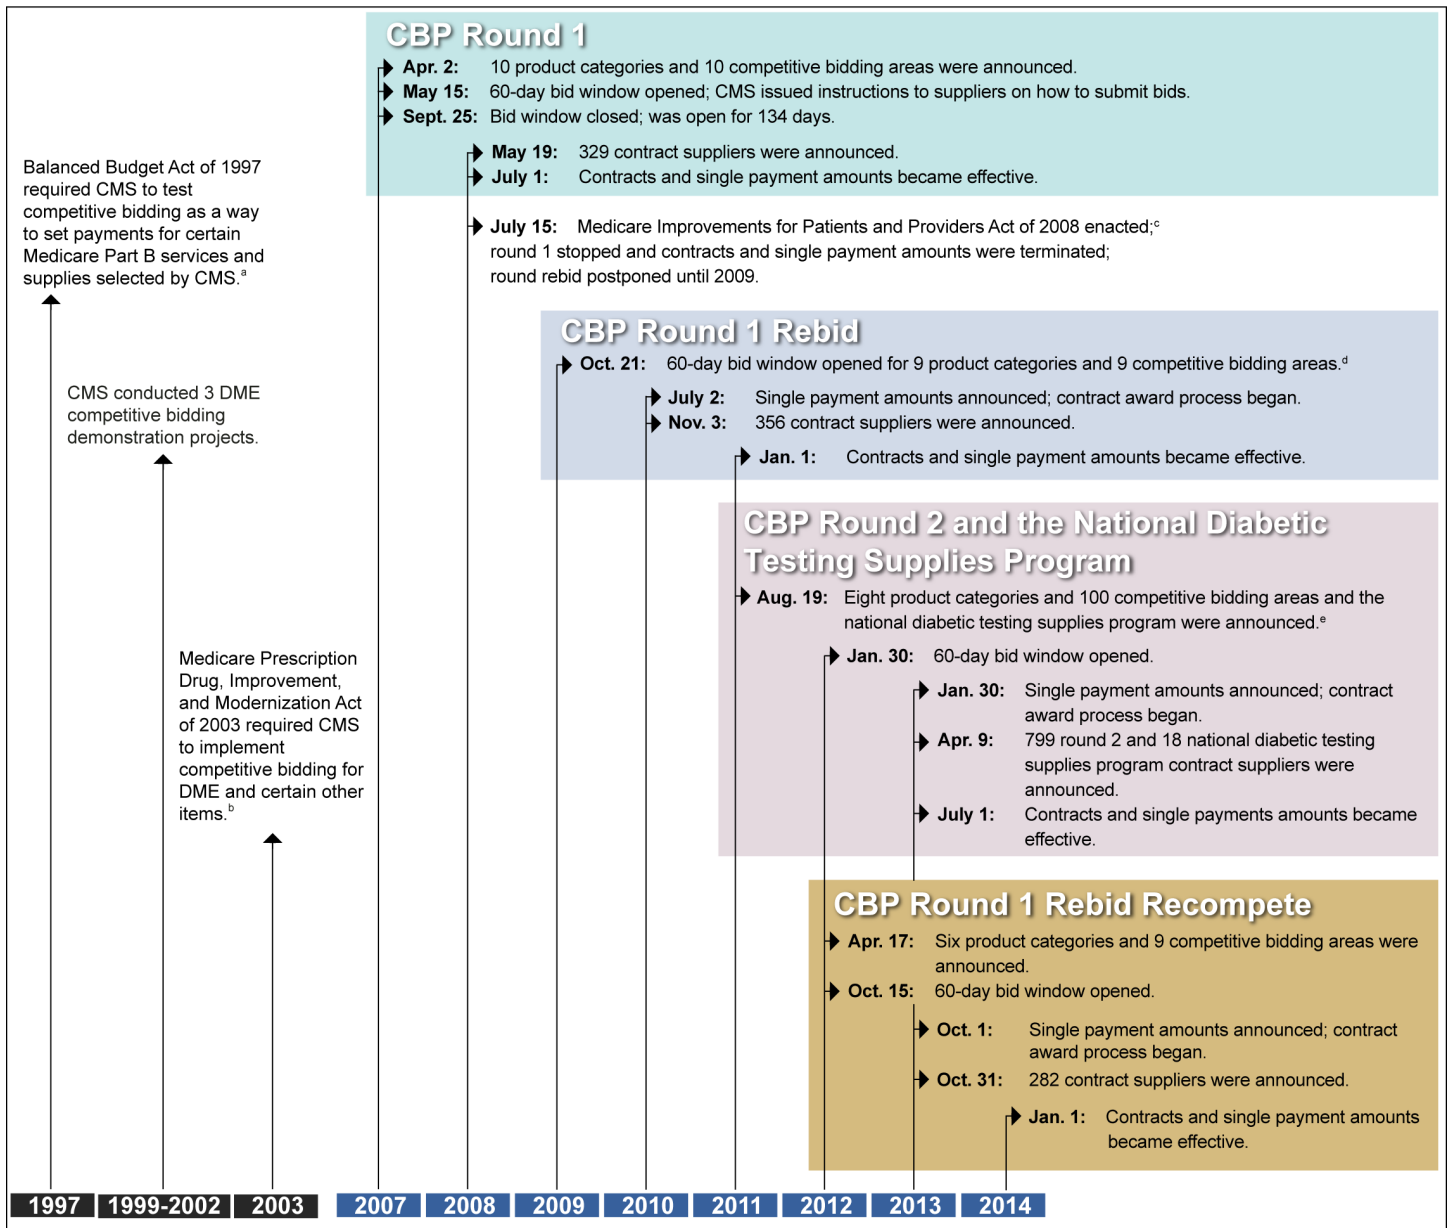 CBP Round 1
Apr. 2: 10 product categories and 10 competitive bidding areas were announced.
May 15: 60-day bid window opened; CMS issued instructions to suppliers on how to submit bids.
Sept. 25: Bid window closed; was open for 134 days.
May 19: 329 contract suppliers were announced.
July 1: Contracts and single payment amounts became effective.
July 15: Medicare Improvements for Patients and Providers Act of 2008 enacted;c
round 1 stopped and contracts and single payment amounts were terminated;
round rebid postponed until 2009.
Balanced Budget Act of 1997
required CMS to test
competitive bidding as a way
to set payments for certain
Medicare Part B services and
supplies selected by CMS.a
CMS conducted 3 DME
competitive bidding
demonstration projects.
Medicare Prescription
Drug, Improvement,
and Modernization Act
of 2003 required CMS
to implement
competitive bidding for
DME and certain other
items.b
CBP Round 1 Rebid
Oct. 21: 60-day bid window opened for 9 product categories and 9 competitive bidding areas.d
July 2: Single payment amounts announced; contract award process began.
Nov. 3: 356 contract suppliers were announced.
Jan. 1: Contracts and single payment amounts became effective.
CBP Round 2 and the National Diabetic
Testing Supplies Program
Aug. 19: Eight product categories and 100 competitive bidding areas and the
national diabetic testing supplies program were announced.e
Jan. 30: 60-day bid window opened.
Jan. 30: Single payment amounts announced; contract
award process began.
Apr. 9: 799 round 2 and 18 national diabetic testing
supplies program contract suppliers were
announced.
July 1: Contracts and single payments amounts became
effective.
CBP Round 1 Rebid Recompete
Apr. 17: Six product categories and 9 competitive bidding areas were
announced.
Oct. 15: 60-day bid window opened.
Oct. 1: Single payment amounts announced; contract
award process began.
Oct. 31: 282 contract suppliers were announced.
Jan. 1: Contracts and single payment amounts
became effective.
1997 1999-2002 2003 2007 2008 2009 2010 2011 2012 2013 2014